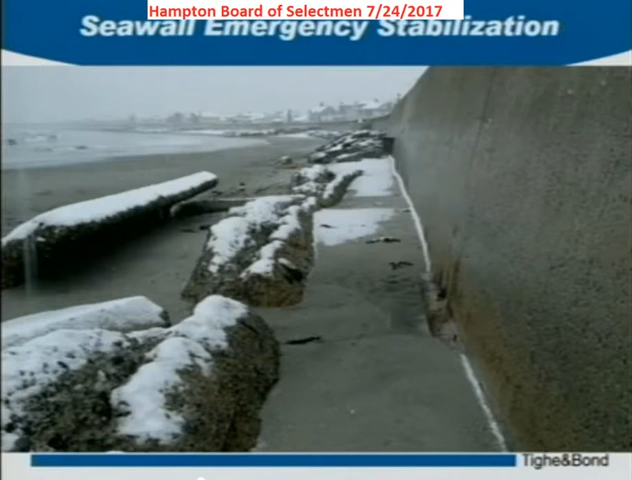 Hampton Board of Selectmen 7/24/2017
Seawall Emergency Stabilization
Tighe&Bond